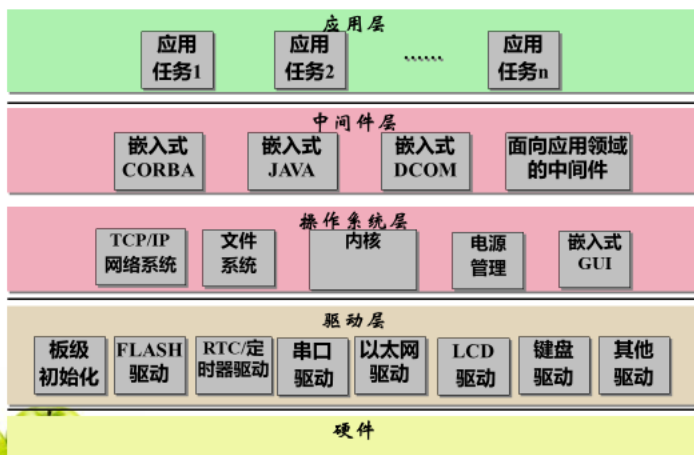 应用层
应用 应用 应用
任务1 任务2 …… 任务n
中间件层
嵌入式 嵌入式 嵌入式 面向应用领域
CORBA JAVA DCOM 的中间件
操作系统层
TCP/IP 文件 内核 电源 嵌入式
网络系统 系统 管理 GUI
驱动层
板级 FLASH RTC/定 串口 以太网 LCD 键盘 其他
初始化 驱动 时器驱动 驱动 驱动 驱动 驱动 驱动
硬件